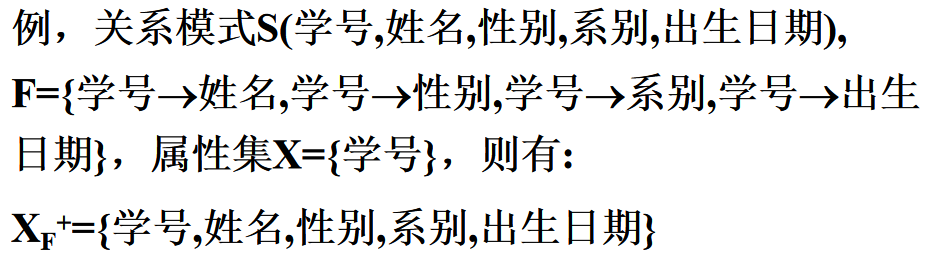 例，关系模式S(学号,姓名,性别,系别,出生日期),
F={学号→姓名,学号→性别,学号→系别,学号→出生
日期}，属性集X={学号}，则有：
X_F⁺={学号,姓名,性别,系别,出生日期}